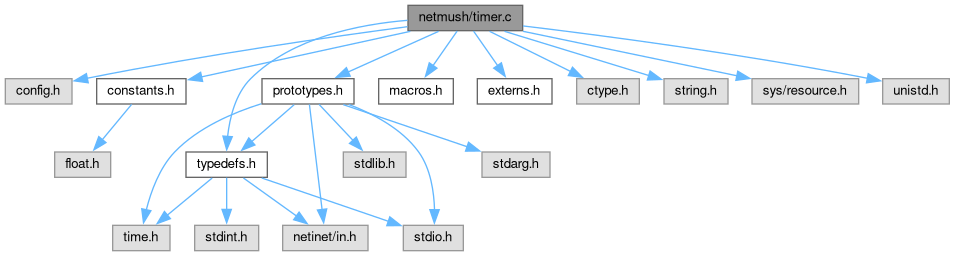 netmush/timer.c
config.h
constants.h
prototypes.h
macros.h
externs.h
ctype.h
string.h
sys/resource.h
unistd.h
float.h
typedefs.h
stdlib.h
stdarg.h
time.h
stdint.h
netinet/in.h
stdio.h